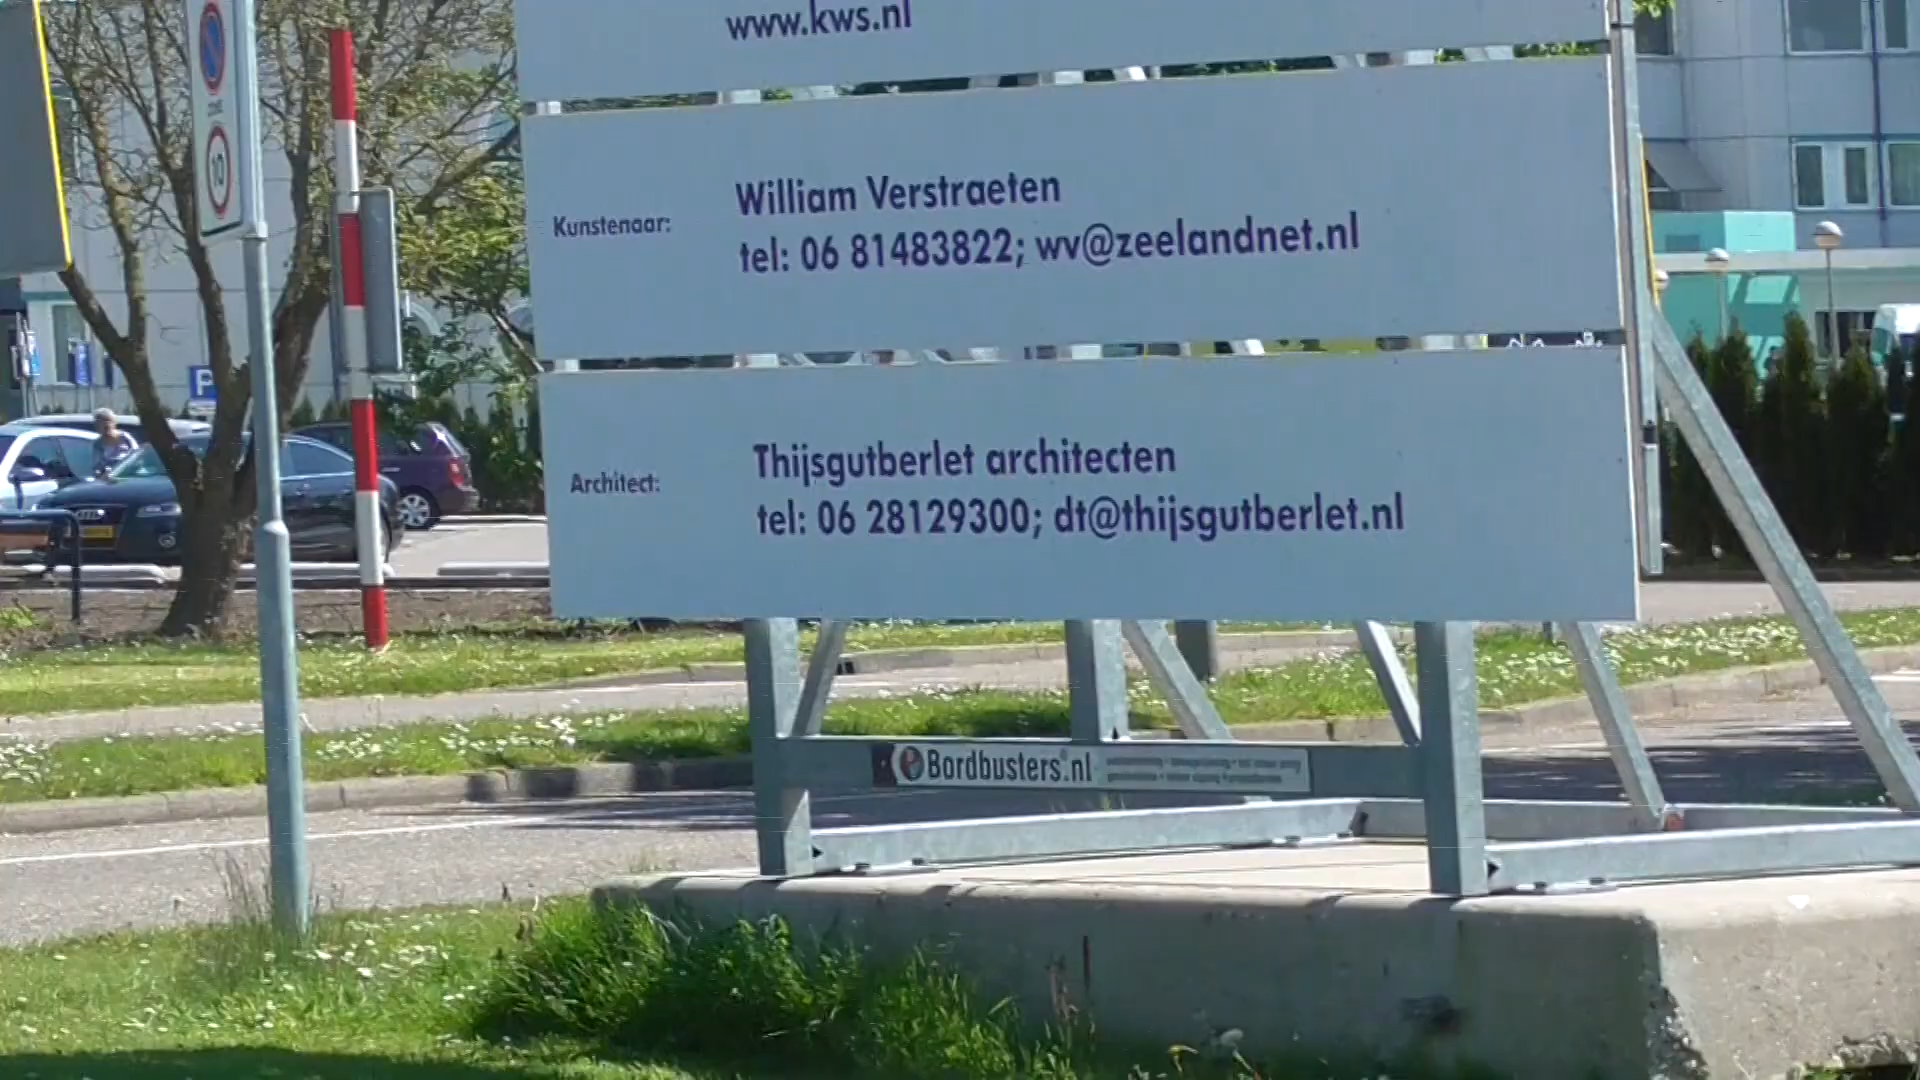 www.kws.nl
Kunstenaar:
William Verstraeten
tel: 06 81483822; wv@zeelandnet.nl
Architect:
Thijsgutberlet architecten
tel: 06 28129300; dt@thijsgutberlet.nl
Bordbusters.nl
10
P